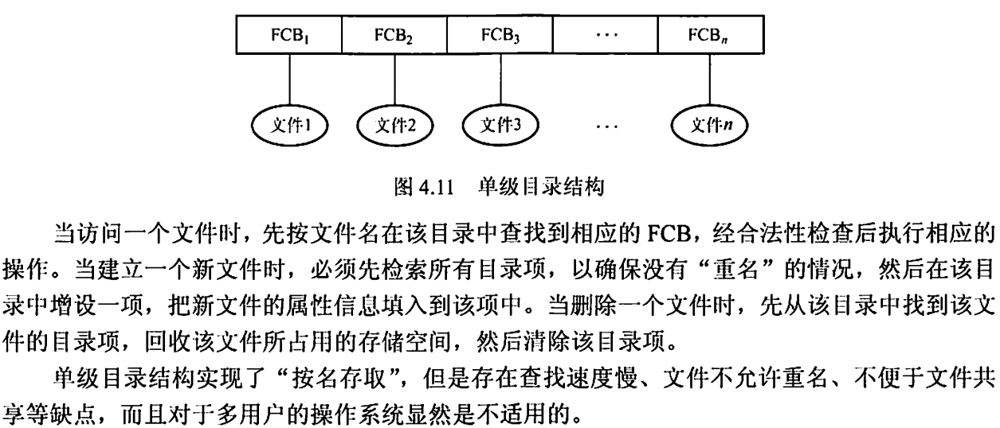 FCB₁ FCB₂ FCB₃ ··· FCBₙ
文件1 文件2 文件3 ··· 文件n
图 4.11 单级目录结构
当访问一个文件时，先按文件名在该目录中查找到相应的 FCB，经合法性检查后执行相应的
操作。当建立一个新文件时，必须先检索所有目录项，以确保没有“重名”的情况，然后在该目
录中增设一项，把新文件的属性信息填入到该项中。当删除一个文件时，先从该目录中找到该文
件的目录项，回收该文件所占用的存储空间，然后清除该目录项。
单级目录结构实现了“按名存取”，但是存在查找速度慢、文件不允许重名、不便于文件共
享等缺点，而且对于多用户的操作系统显然是不适用的。